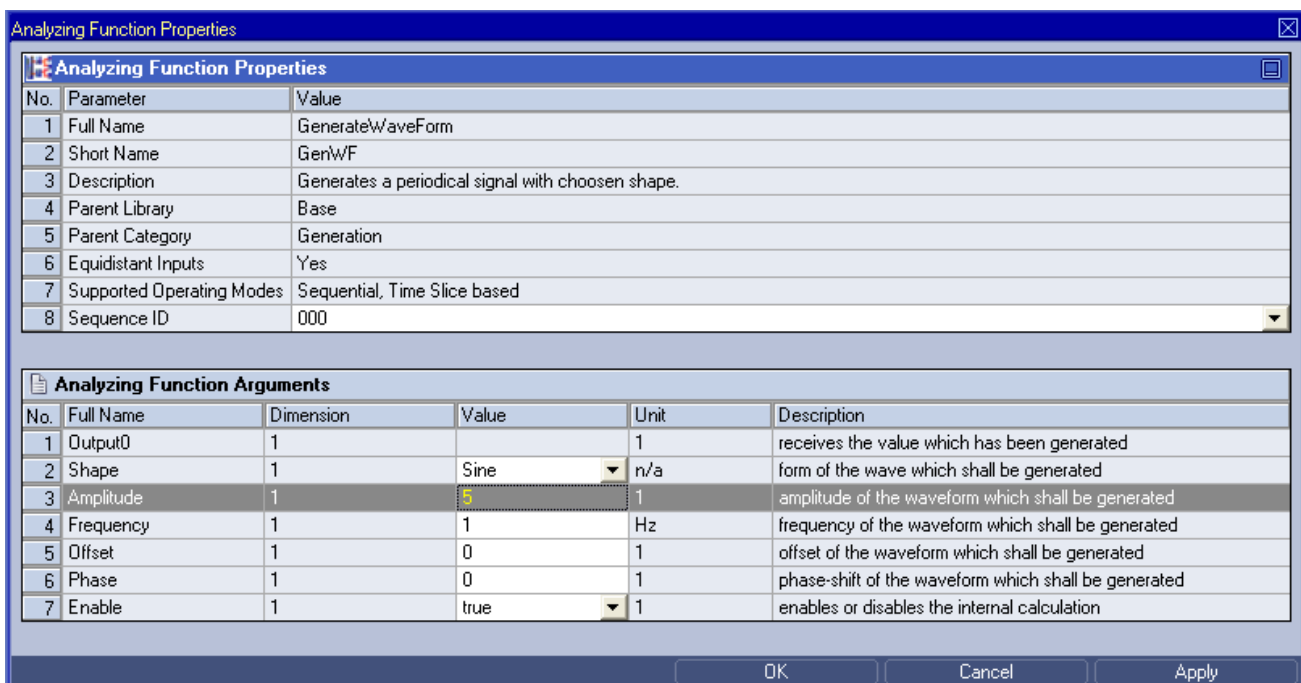 Analyzing Function Properties
Analyzing Function Properties
No. Parameter Value
1 Full Name GenerateWaveForm
2 Short Name GenWF
3 Description Generates a periodical signal with choosen shape.
4 Parent Library Base
5 Parent Category Generation
6 Equidistant Inputs Yes
7 Supported Operating Modes Sequential, Time Slice based
8 Sequence ID 000
Analyzing Function Arguments
No. Full Name Dimension Value Unit Description
1 Output0 1 1 receives the value which has been generated
2 Shape 1 Sine n/a form of the wave which shall be generated
3 Amplitude 1 5 1 amplitude of the waveform which shall be generated
4 Frequency 1 1 Hz frequency of the waveform which shall be generated
5 Offset 1 0 1 offset of the waveform which shall be generated
6 Phase 1 0 1 phase-shift of the waveform which shall be generated
7 Enable 1 true 1 enables or disables the internal calculation
OK Cancel Apply